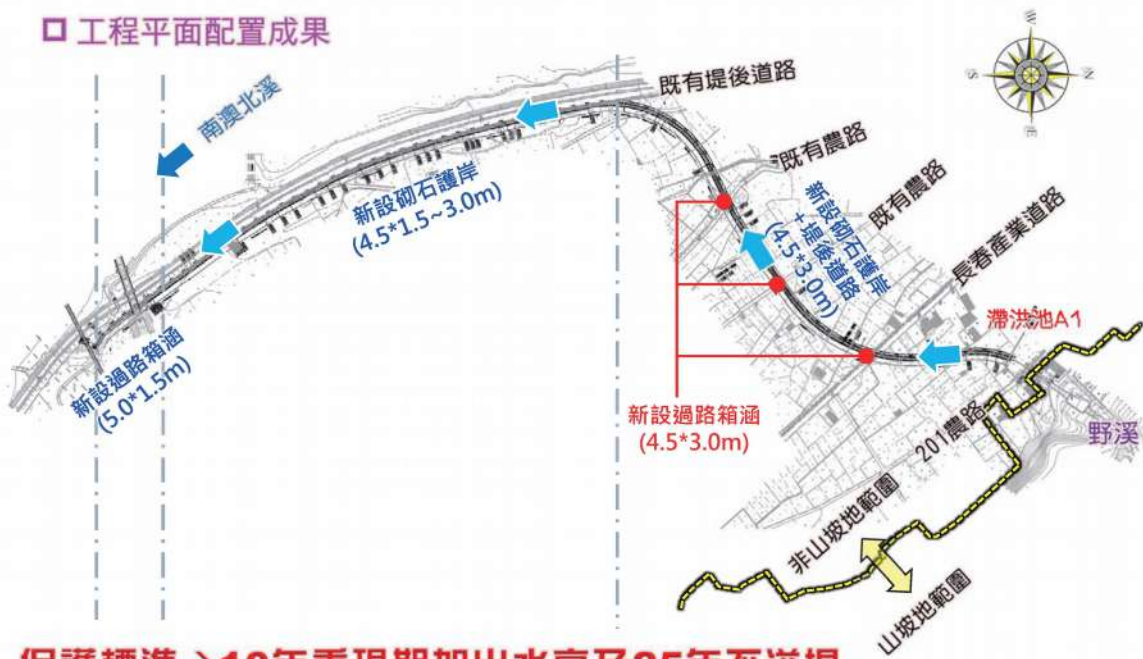 工程平面配置成果
W
S
N
E
南澳北溪
既有堤後道路
既有農路
既有農路
長春產業道路
新設砌石護岸
(4.5*1.5~3.0m)
新設砌石護岸
+堤後道路
(4.5*3.0m)
滯洪池A1
新設過路箱涵
(5.0*1.5m)
新設過路箱涵
(4.5*3.0m)
201農路
野溪
非山坡地範圍
山坡地範圍